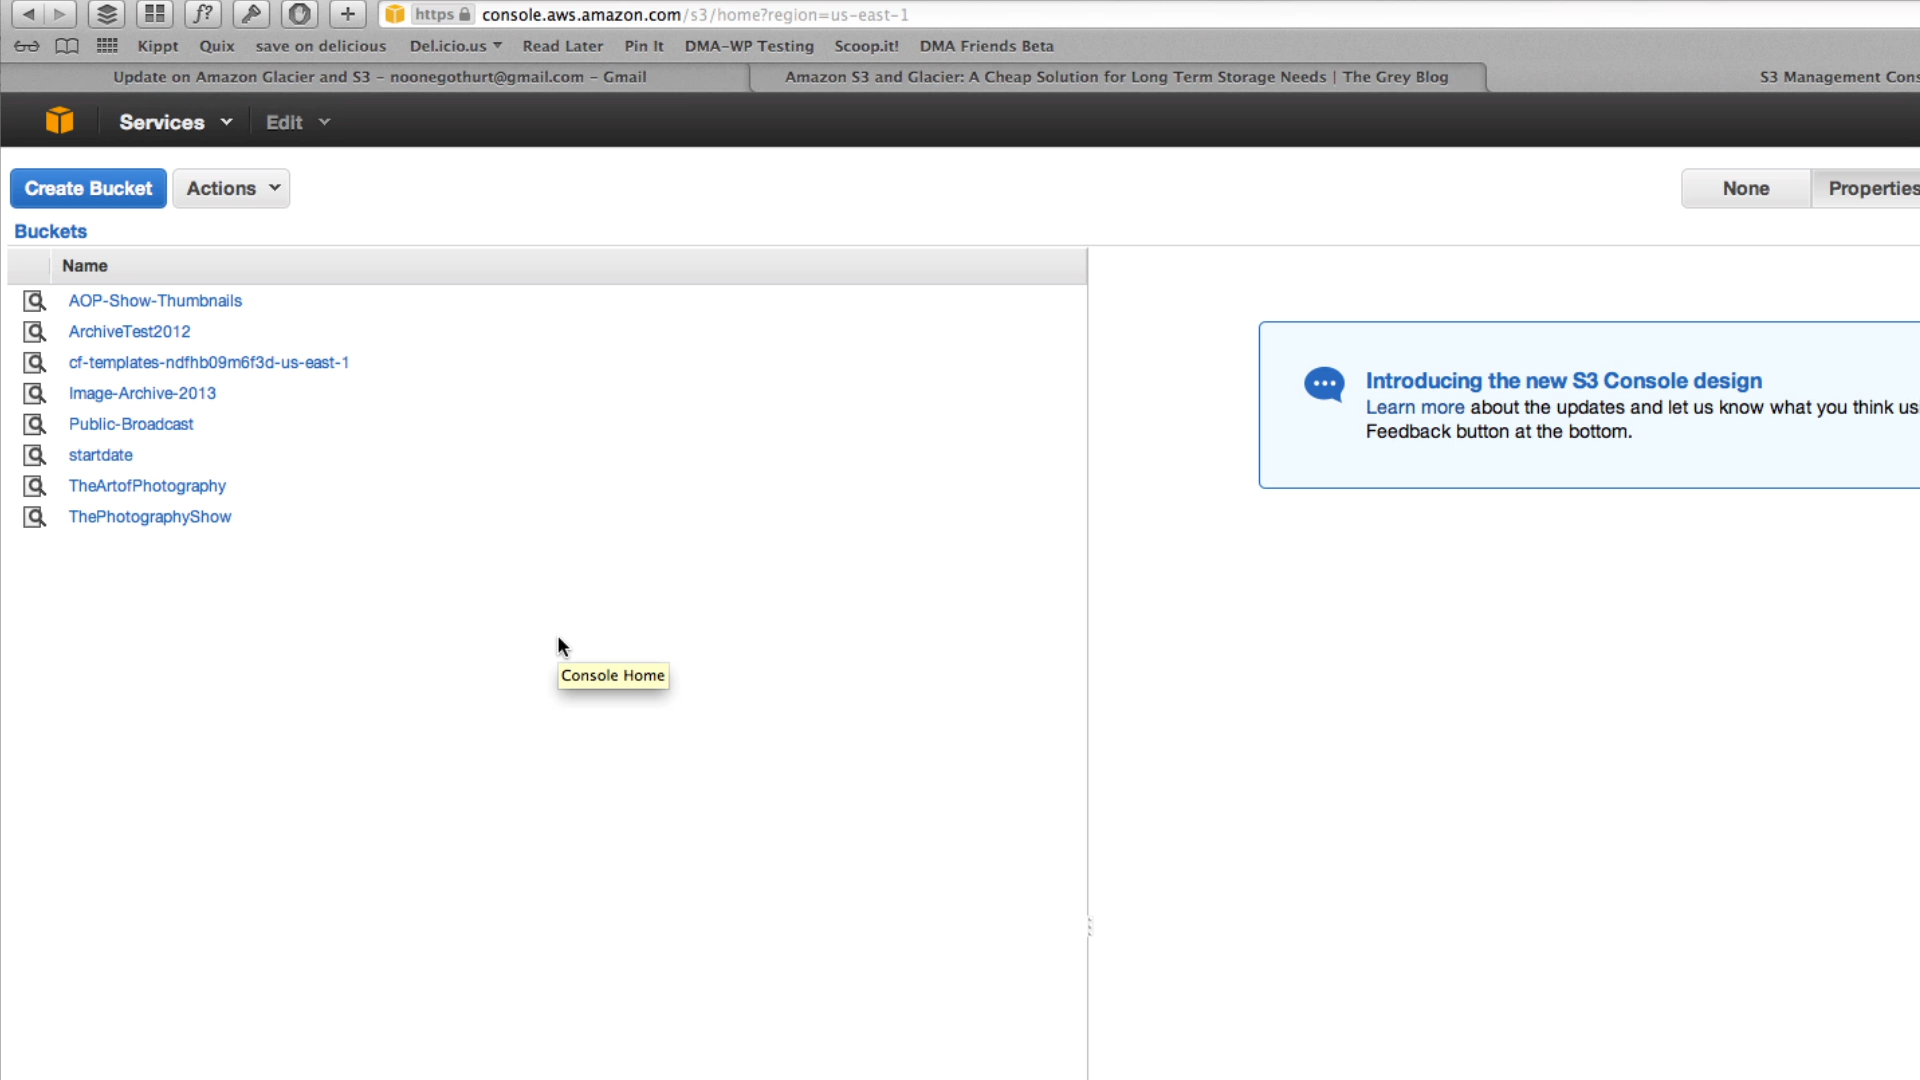 f?
https console.aws.amazon.com/s3/home?region=us-east-1
Kippt Quix save on delicious Del.icio.us Read Later Pin It DMA-WP Testing Scoop.it! DMA Friends Beta
Update on Amazon Glacier and S3 – noonegothurt@gmail.com – Gmail
Amazon S3 and Glacier: A Cheap Solution for Long Term Storage Needs | The Grey Blog
S3 Management Cons
Services Edit
Create Bucket Actions
None Properties
Buckets
Name
AOP-Show-Thumbnails
ArchiveTest2012
cf-templates-ndfhb09m6f3d-us-east-1
Image-Archive-2013
Public-Broadcast
startdate
TheArtofPhotography
ThePhotographyShow
Console Home
Introducing the new S3 Console design
Learn more about the updates and let us know what you think usi
Feedback button at the bottom.